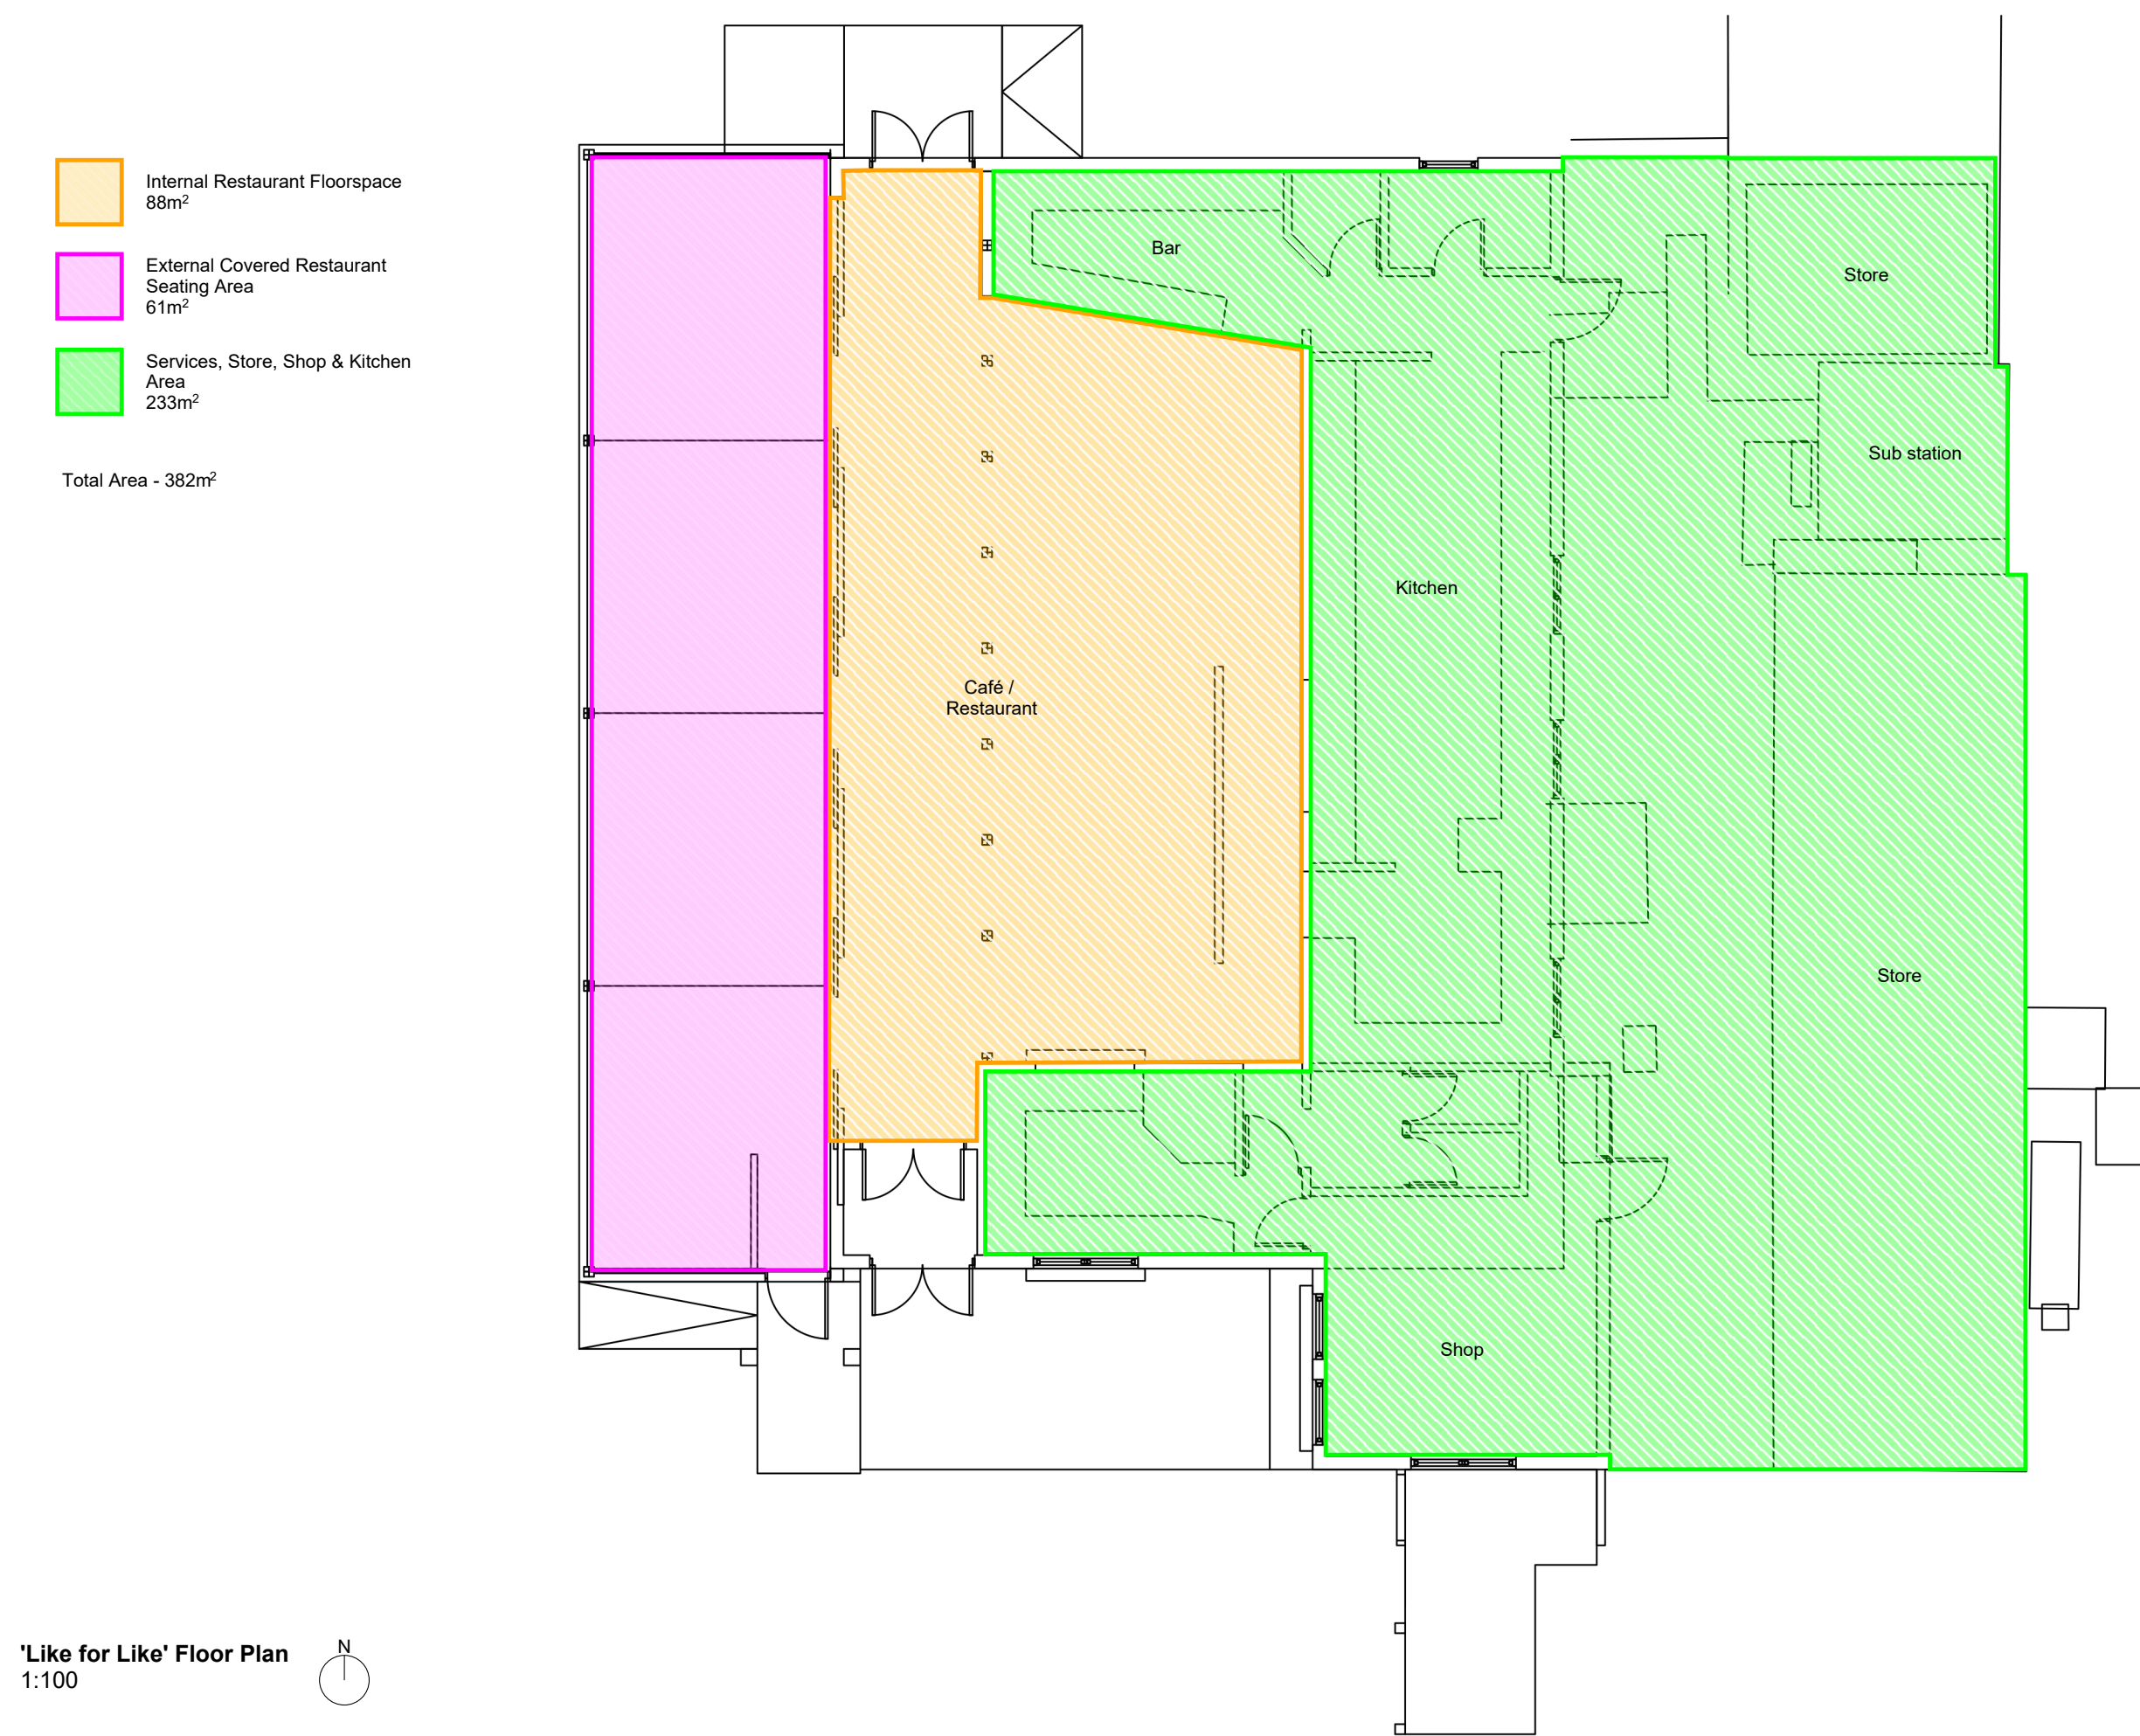 Internal Restaurant Floorspace
88m²
External Covered Restaurant
Seating Area
61m²
Services, Store, Shop & Kitchen
Area
233m²
Total Area - 382m²
Bar
Store
Sub station
Kitchen
Café /
Restaurant
Store
Shop
'Like for Like' Floor Plan
1:100
N